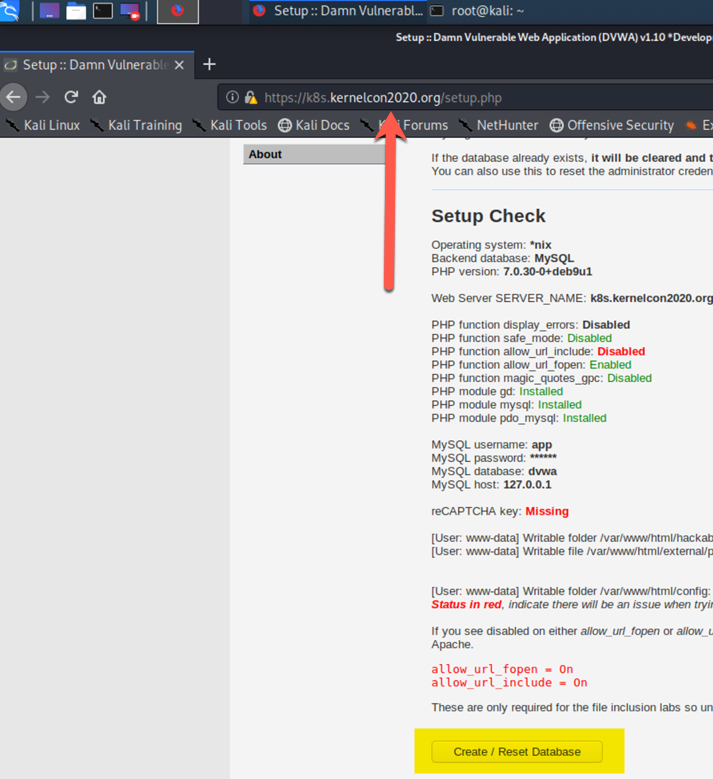 Setup :: Damn Vulnerabl... root@kali: ~
Setup :: Damn Vulnerable Web Application (DVWA) v1.10 *Develop
Setup :: Damn Vulnerable
https://k8s.kernelcon2020.org/setup.php
Kali Linux Kali Training Kali Tools Kali Docs Forums NetHunter Offensive Security Ex
About
If the database already exists, it will be cleared and t
You can also use this to reset the administrator creden
Setup Check
Operating system: *nix
Backend database: MySQL
PHP version: 7.0.30-0+deb9u1
Web Server SERVER_NAME: k8s.kernelcon2020.org
PHP function display_errors: Disabled
PHP function safe_mode: Disabled
PHP function allow_url_include: Disabled
PHP function allow_url_fopen: Enabled
PHP function magic_quotes_gpc: Disabled
PHP module gd: Installed
PHP module mysql: Installed
PHP module pdo_mysql: Installed
MySQL username: app
MySQL password: ******
MySQL database: dvwa
MySQL host: 127.0.0.1
reCAPTCHA key: Missing
[User: www-data] Writable folder /var/www/html/hackab
[User: www-data] Writable file /var/www/html/external/p
[User: www-data] Writable folder /var/www/html/config:
Status in red, indicate there will be an issue when tryi
If you see disabled on either allow_url_fopen or allow_u
Apache.
allow_url_fopen = On
allow_url_include = On
These are only required for the file inclusion labs so un
Create / Reset Database